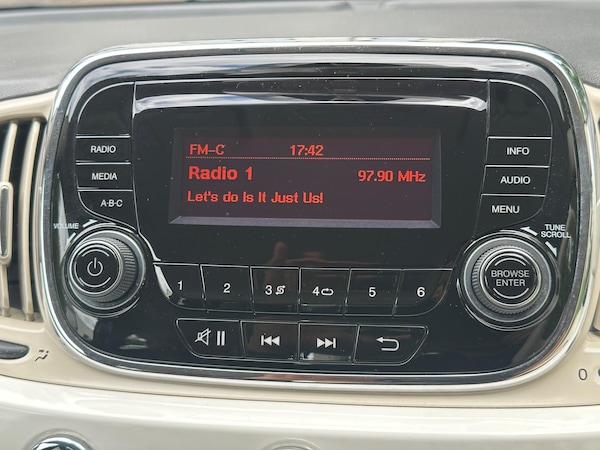 FM-C 17:42
Radio 1 97.90 MHz
Let's do Is It Just Us!
RADIO
MEDIA
A-B-C
VOLUME
INFO
AUDIO
MENU
TUNE
SCROLL
BROWSE
ENTER
1 2 3 4 5 6
0